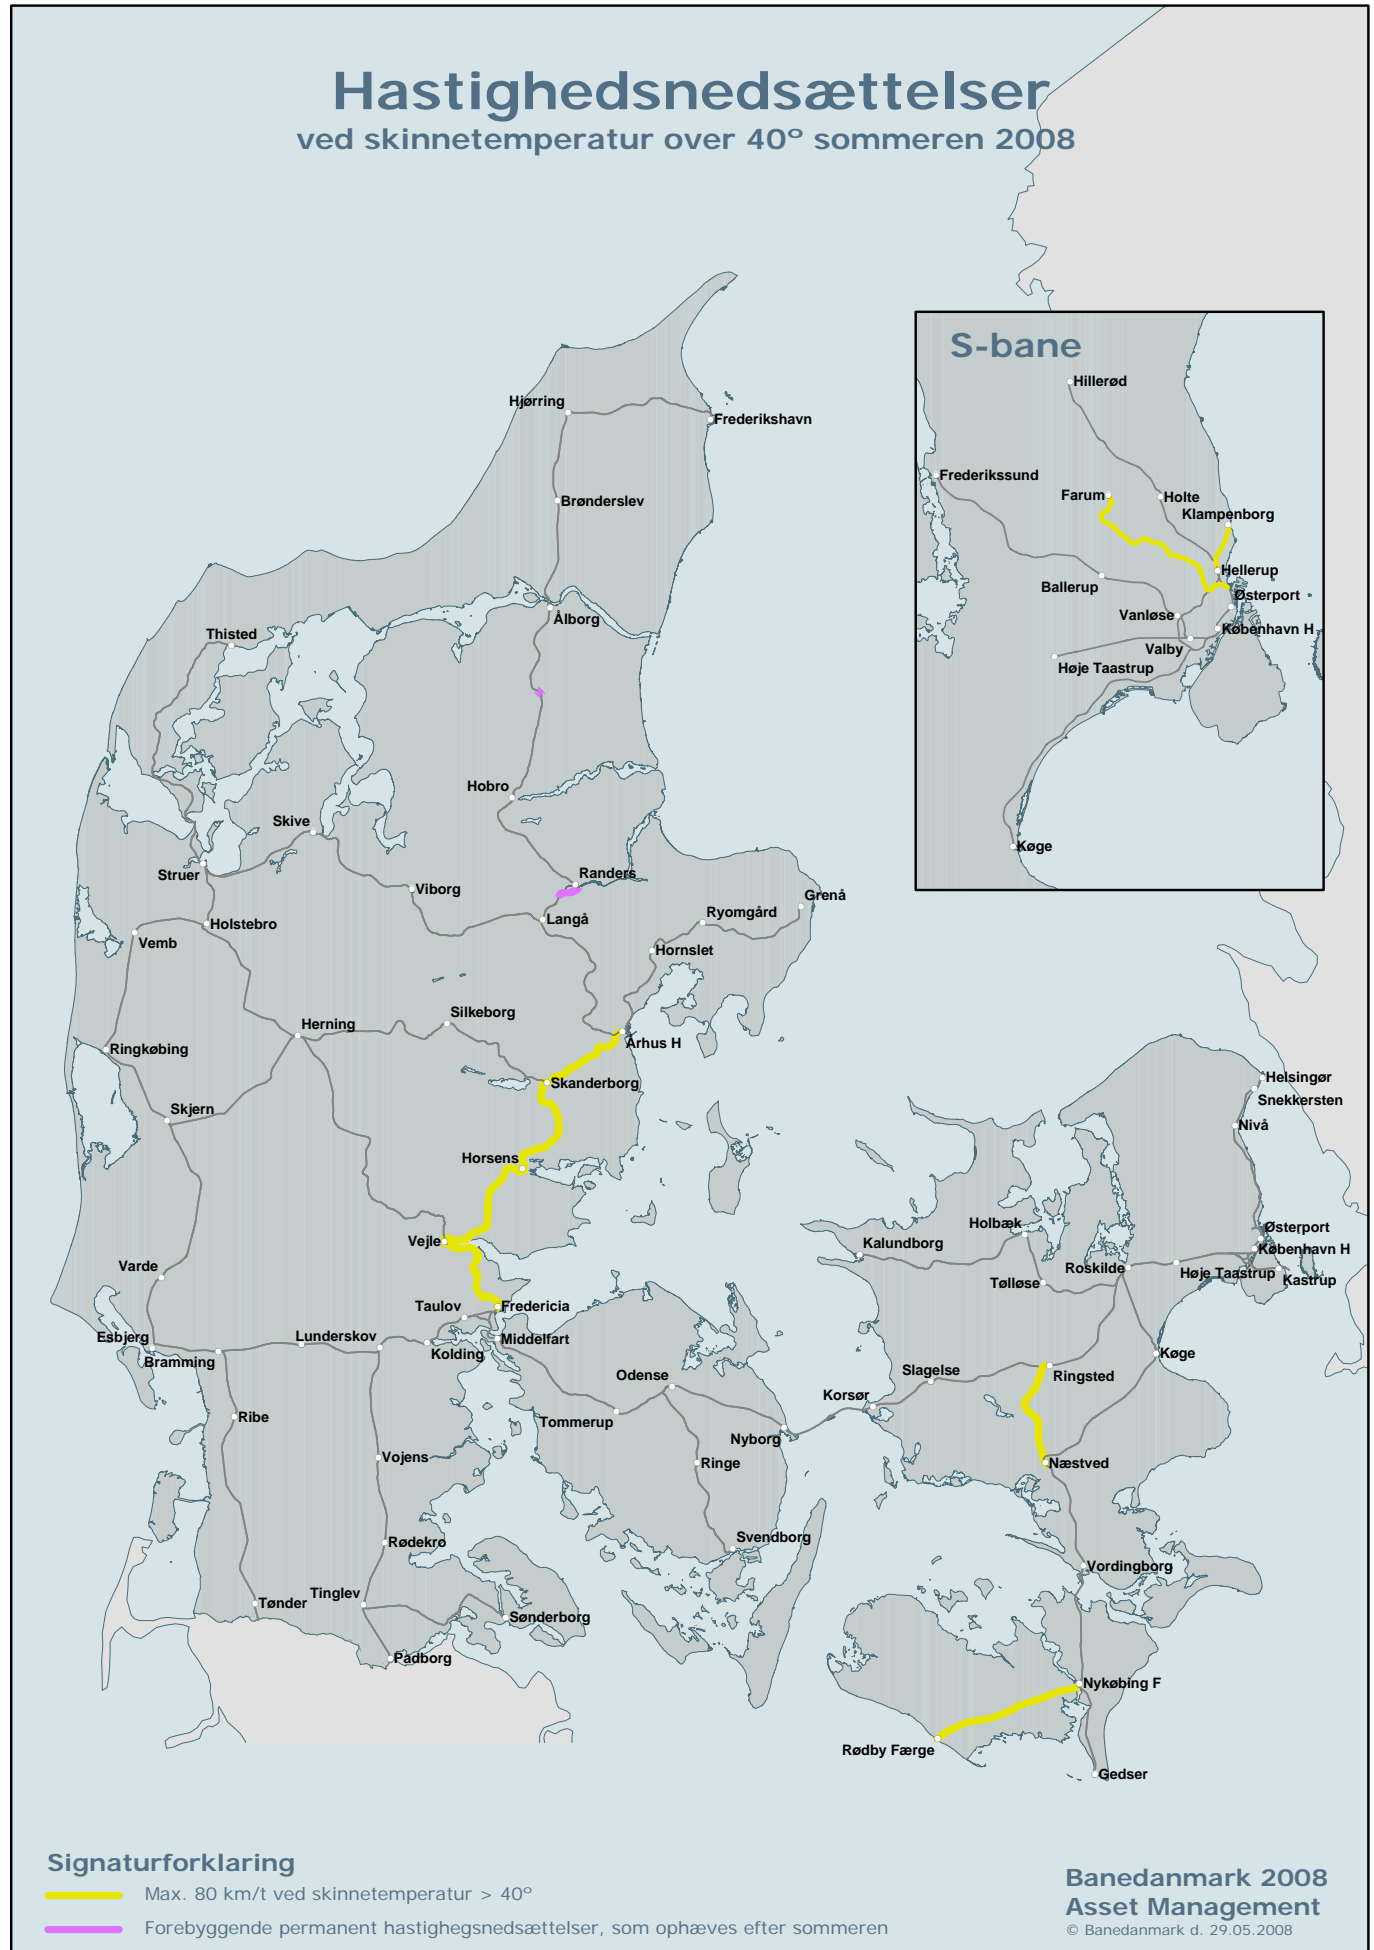 Hastighedsnedsættelser
ved skinnetemperatur over 40° sommeren 2008
S-bane
Hillerød
Frederikssund
Farum
Holte
Klampenborg
Hellerup
Ballerup
Østerport
Vanløse
København H
Valby
Høje Taastrup
Køge
Hjørring
Frederikshavn
Brønderslev
Ålborg
Thisted
Hobro
Skive
Struer
Randers
Viborg
Grenå
Langå
Ryomgård
Holstebro
Vemb
Hornslet
Silkeborg
Herning
Århus H
Ringkøbing
Skanderborg
Skjern
Horsens
Vejle
Varde
Taulov
Fredericia
Esbjerg
Lunderskov
Middelfart
Bramming
Kolding
Odense
Ribe
Tommerup
Nyborg
Vojens
Ringe
Svendborg
Rødekro
Tinglev
Tønder
Sønderborg
Padborg
Helsingør
Snekkersten
Nivå
Holbæk
Østerport
Kalundborg
København H
Roskilde
Høje Taastrup
Kastrup
Tølløse
Køge
Slagelse
Ringsted
Korsør
Næstved
Vordingborg
Nykøbing F
Rødby Færge
Gedser
Signaturforklaring
Max. 80 km/t ved skinnetemperatur > 40°
Forebyggende permanent hastighegsnedsættelser, som ophæves efter sommeren
Banedanmark 2008
Asset Management
© Banedanmark d. 29.05.2008